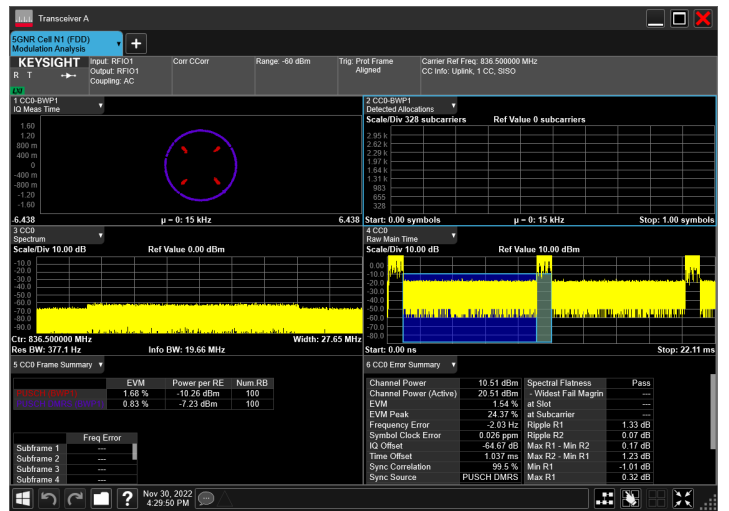 Transceiver A
5GNR Cell N1 (FDD)
Modulation Analysis
KEYSIGHT
R T
LXI
Input: RFIO1
Output: RFIO1
Coupling: AC
Corr CCorr
Range: -60 dBm
Trig: Prot Frame
Aligned
Carrier Ref Freq: 836.500000 MHz
CC Info: Uplink, 1 CC, SISO
1 CC0-BWP1
IQ Meas Time
1.60
1.20
800 m
400 m
0
-400 m
-800 m
-1.20
-1.60
-6.438
μ = 0: 15 kHz
6.438
2 CC0-BWP1
Detected Allocations
Scale/Div 328 subcarriers
Ref Value 0 subcarriers
2.95 k
2.62 k
2.29 k
1.97 k
1.64 k
1.31 k
983
655
328
Start: 0.00 symbols
μ = 0: 15 kHz
Stop: 1.00 symbols
3 CC0
Spectrum
Scale/Div 10.00 dB
Ref Value 0.00 dBm
-10.0
-20.0
-30.0
-40.0
-50.0
-60.0
-70.0
-80.0
-90.0
Ctr: 836.500000 MHz
Width: 27.65 MHz
Res BW: 377.1 Hz
Info BW: 19.66 MHz
4 CC0
Raw Main Time
Scale/Div 10.00 dB
Ref Value 10.00 dBm
0.00
-10.0
-20.0
-30.0
-40.0
-50.0
-60.0
-70.0
-80.0
Start: 0.00 ns
Stop: 22.11 ms
5 CC0 Frame Summary
EVM Power per RE Num.RB
PUSCH (BWP1) 1.68 % -10.26 dBm 100
0.83 % -7.23 dBm 100
Freq Error
Subframe 1 ---
Subframe 2 ---
Subframe 3 ---
Subframe 4 ---
6 CC0 Error Summary
Channel Power 10.51 dBm Spectral Flatness Pass
Channel Power (Active) 20.51 dBm - Widest Fail Magrin ---
EVM 1.54 % at Slot ---
EVM Peak 24.37 % at Subcarrier ---
Frequency Error -2.03 Hz Ripple R1 1.33 dB
Symbol Clock Error 0.026 ppm Ripple R2 0.07 dB
IQ Offset -64.67 dB Max R1 - Min R2 0.17 dB
Time Offset 1.037 ms Max R2 - Min R1 1.23 dB
Sync Correlation 99.5 % Min R1 -1.01 dB
Sync Source PUSCH DMRS Max R1 0.32 dB
Nov 30, 2022
4:29:50 PM